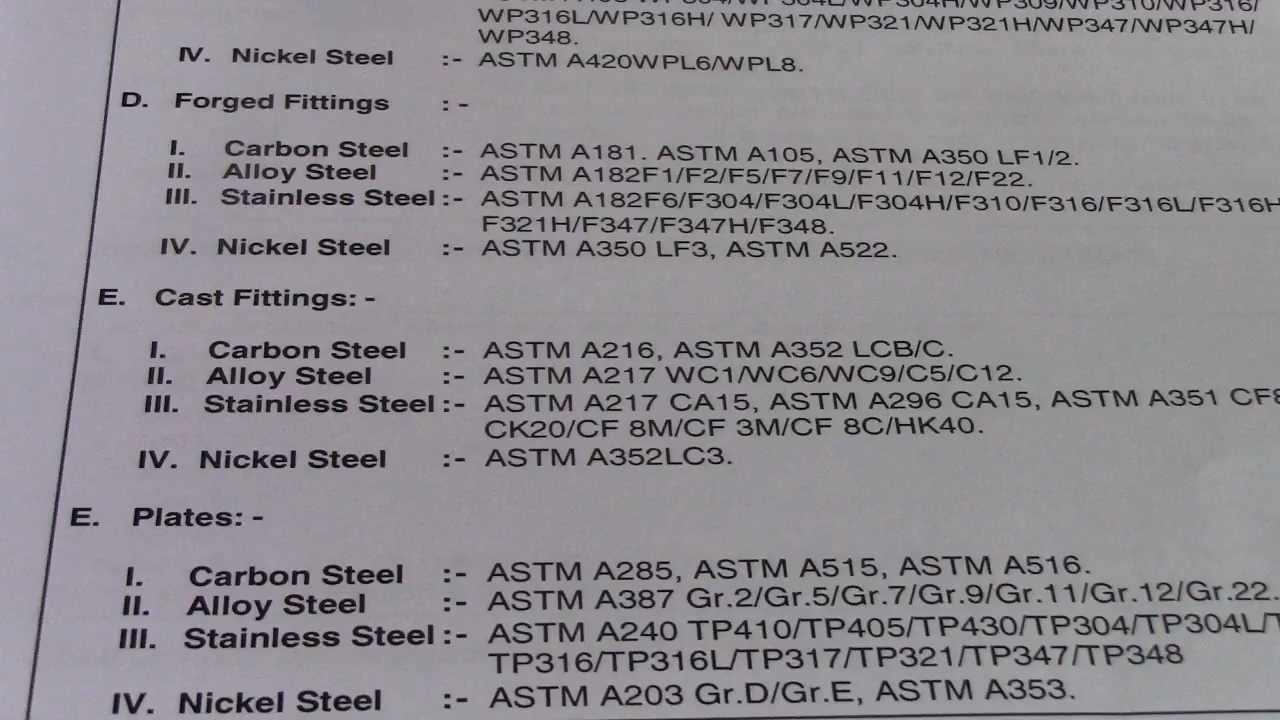 WP316L/WP316H/ WP317/WP321/WP321H/WP347/WP347H/
WP348.
IV. Nickel Steel :- ASTM A420WPL6/WPL8.
D. Forged Fittings : -
I. Carbon Steel :- ASTM A181. ASTM A105, ASTM A350 LF1/2.
II. Alloy Steel :- ASTM A182F1/F2/F5/F7/F9/F11/F12/F22.
III. Stainless Steel :- ASTM A182F6/F304/F304L/F304H/F310/F316/F316L/F316H
F321H/F347/F347H/F348.
IV. Nickel Steel :- ASTM A350 LF3, ASTM A522.
E. Cast Fittings: -
I. Carbon Steel :- ASTM A216, ASTM A352 LCB/C.
II. Alloy Steel :- ASTM A217 WC1/WC6/WC9/C5/C12.
III. Stainless Steel :- ASTM A217 CA15, ASTM A296 CA15, ASTM A351 CF8
CK20/CF 8M/CF 3M/CF 8C/HK40.
IV. Nickel Steel :- ASTM A352LC3.
E. Plates: -
I. Carbon Steel :- ASTM A285, ASTM A515, ASTM A516.
II. Alloy Steel :- ASTM A387 Gr.2/Gr.5/Gr.7/Gr.9/Gr.11/Gr.12/Gr.22.
III. Stainless Steel :- ASTM A240 TP410/TP405/TP430/TP304/TP304L/
TP316/TP316L/TP317/TP321/TP347/TP348
IV. Nickel Steel :- ASTM A203 Gr.D/Gr.E, ASTM A353.